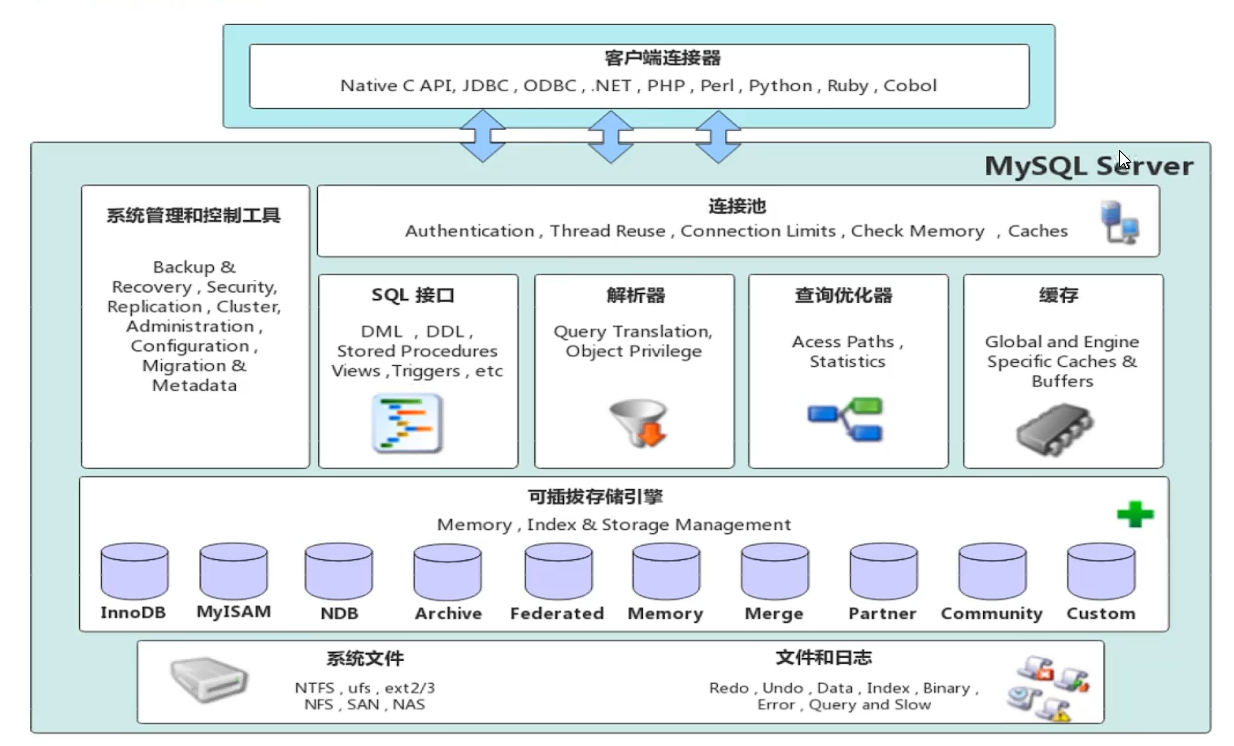 客户端连接器
Native C API, JDBC , ODBC , .NET , PHP , Perl , Python , Ruby , Cobol
MySQL Server
系统管理和控制工具
Backup &
Recovery , Security,
Replication , Cluster,
Administration ,
Configuration ,
Migration &
Metadata
连接池
Authentication , Thread Reuse , Connection Limits , Check Memory , Caches
SQL 接口
DML , DDL ,
Stored Procedures
Views ,Triggers , etc
解析器
Query Translation,
Object Privilege
查询优化器
Acess Paths ,
Statistics
缓存
Global and Engine
Specific Caches &
Buffers
可插拔存储引擎
Memory , Index & Storage Management
InnoDB
MyISAM
NDB
Archive
Federated
Memory
Merge
Partner
Community
Custom
系统文件
NTFS , ufs , ext2/3
NFS , SAN , NAS
文件和日志
Redo , Undo , Data , Index , Binary ,
Error , Query and Slow